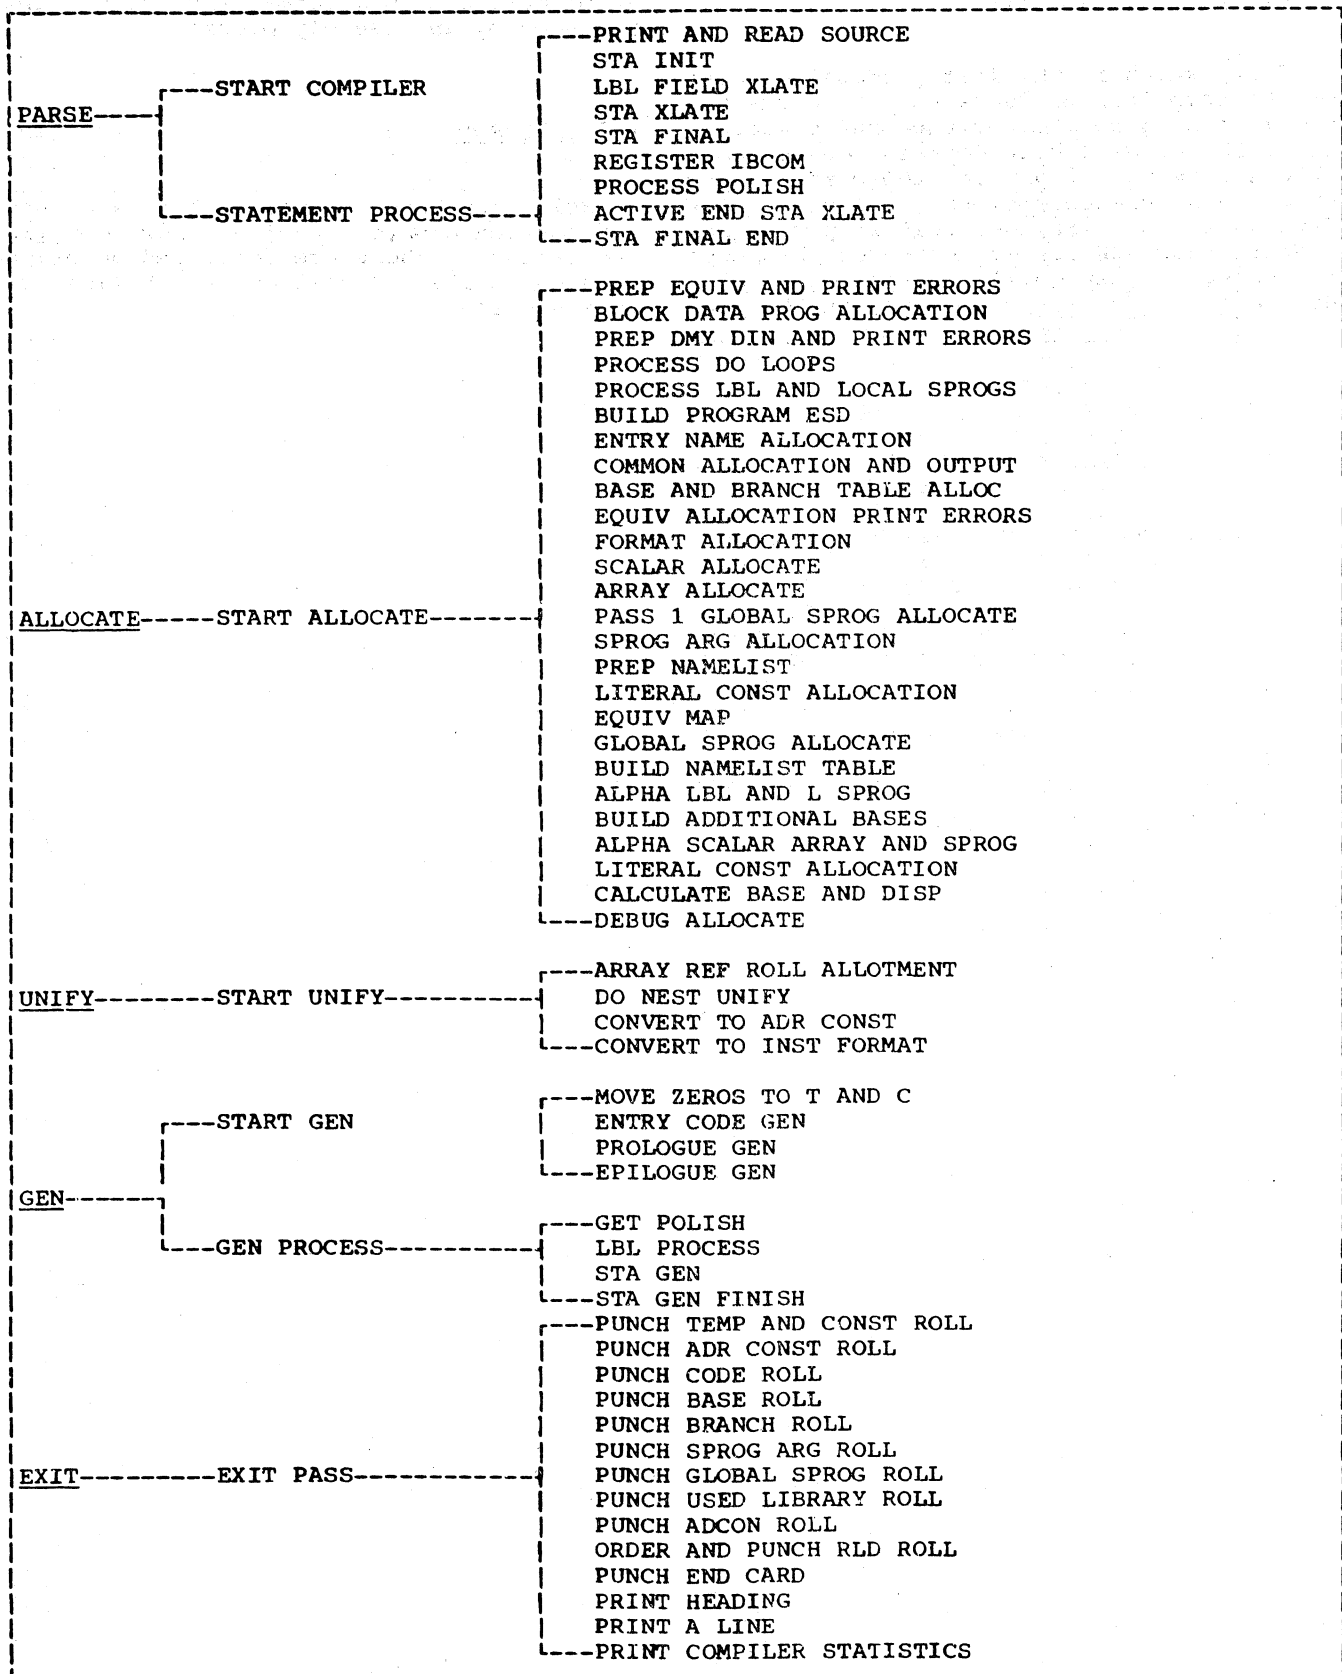 PRINT AND READ SOURCE
STA INIT
START COMPILER LBL FIELD XLATE
PARSE STA XLATE
STA FINAL
REGISTER IBCOM
PROCESS POLISH
STATEMENT PROCESS ACTIVE END STA XLATE
STA FINAL END
PREP EQUIV AND PRINT ERRORS
BLOCK DATA PROG ALLOCATION
PREP DMY DIN AND PRINT ERRORS
PROCESS DO LOOPS
PROCESS LBL AND LOCAL SPROGS
BUILD PROGRAM ESD
ENTRY NAME ALLOCATION
COMMON ALLOCATION AND OUTPUT
BASE AND BRANCH TABLE ALLOC
EQUIV ALLOCATION PRINT ERRORS
FORMAT ALLOCATION
SCALAR ALLOCATE
ARRAY ALLOCATE
ALLOCATE START ALLOCATE PASS 1 GLOBAL SPROG ALLOCATE
SPROG ARG ALLOCATION
PREP NAMELIST
LITERAL CONST ALLOCATION
EQUIV MAP
GLOBAL SPROG ALLOCATE
BUILD NAMELIST TABLE
ALPHA LBL AND L SPROG
BUILD ADDITIONAL BASES
ALPHA SCALAR ARRAY AND SPROG
LITERAL CONST ALLOCATION
CALCULATE BASE AND DISP
DEBUG ALLOCATE
ARRAY REF ROLL ALLOTMENT
UNIFY START UNIFY DO NEST UNIFY
CONVERT TO ADR CONST
CONVERT TO INST FORMAT
MOVE ZEROS TO T AND C
START GEN ENTRY CODE GEN
PROLOGUE GEN
EPILOGUE GEN
GEN
GET POLISH
GEN PROCESS LBL PROCESS
STA GEN
STA GEN FINISH
PUNCH TEMP AND CONST ROLL
PUNCH ADR CONST ROLL
PUNCH CODE ROLL
PUNCH BASE ROLL
PUNCH BRANCH ROLL
PUNCH SPROG ARG ROLL
EXIT EXIT PASS PUNCH GLOBAL SPROG ROLL
PUNCH USED LIBRARY ROLL
PUNCH ADCON ROLL
ORDER AND PUNCH RLD ROLL
PUNCH END CARD
PRINT HEADING
PRINT A LINE
PRINT COMPILER STATISTICS